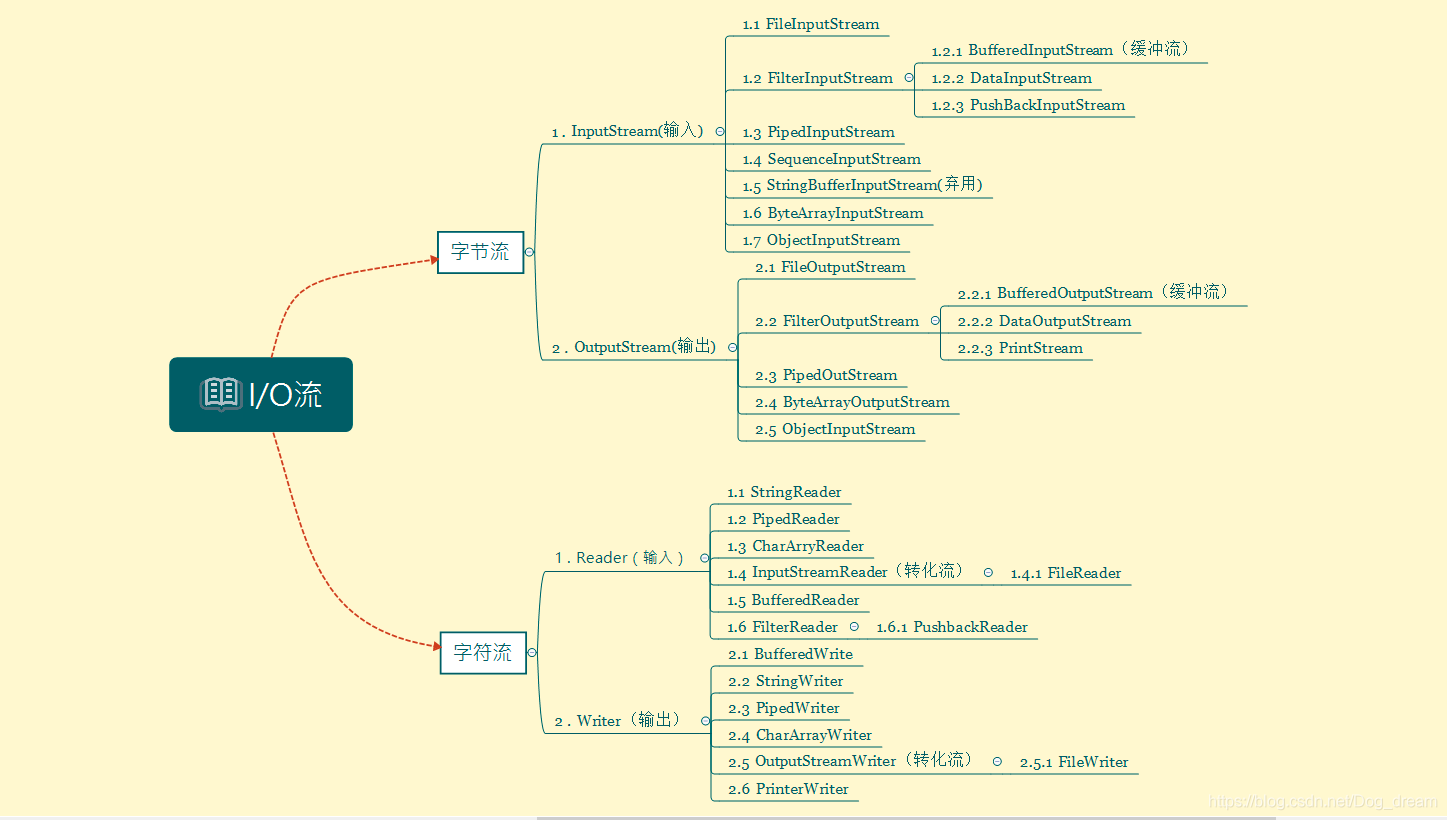 I/O流
字节流
1 . InputStream(输入)
1.1 FileInputStream
1.2 FilterInputStream
1.2.1 BufferedInputStream（缓冲流）
1.2.2 DataInputStream
1.2.3 PushBackInputStream
1.3 PipedInputStream
1.4 SequenceInputStream
1.5 StringBufferInputStream(弃用)
1.6 ByteArrayInputStream
1.7 ObjectInputStream
2 . OutputStream(输出)
2.1 FileOutputStream
2.2 FilterOutputStream
2.2.1 BufferedOutputStream（缓冲流）
2.2.2 DataOutputStream
2.2.3 PrintStream
2.3 PipedOutStream
2.4 ByteArrayOutputStream
2.5 ObjectInputStream
字符流
1 . Reader ( 输入 )
1.1 StringReader
1.2 PipedReader
1.3 CharArryReader
1.4 InputStreamReader（转化流）
1.4.1 FileReader
1.5 BufferedReader
1.6 FilterReader
1.6.1 PushbackReader
2 . Writer（输出）
2.1 BufferedWrite
2.2 StringWriter
2.3 PipedWriter
2.4 CharArrayWriter
2.5 OutputStreamWriter（转化流）
2.5.1 FileWriter
2.6 PrinterWriter
https://blog.csdn.net/Dog_dream